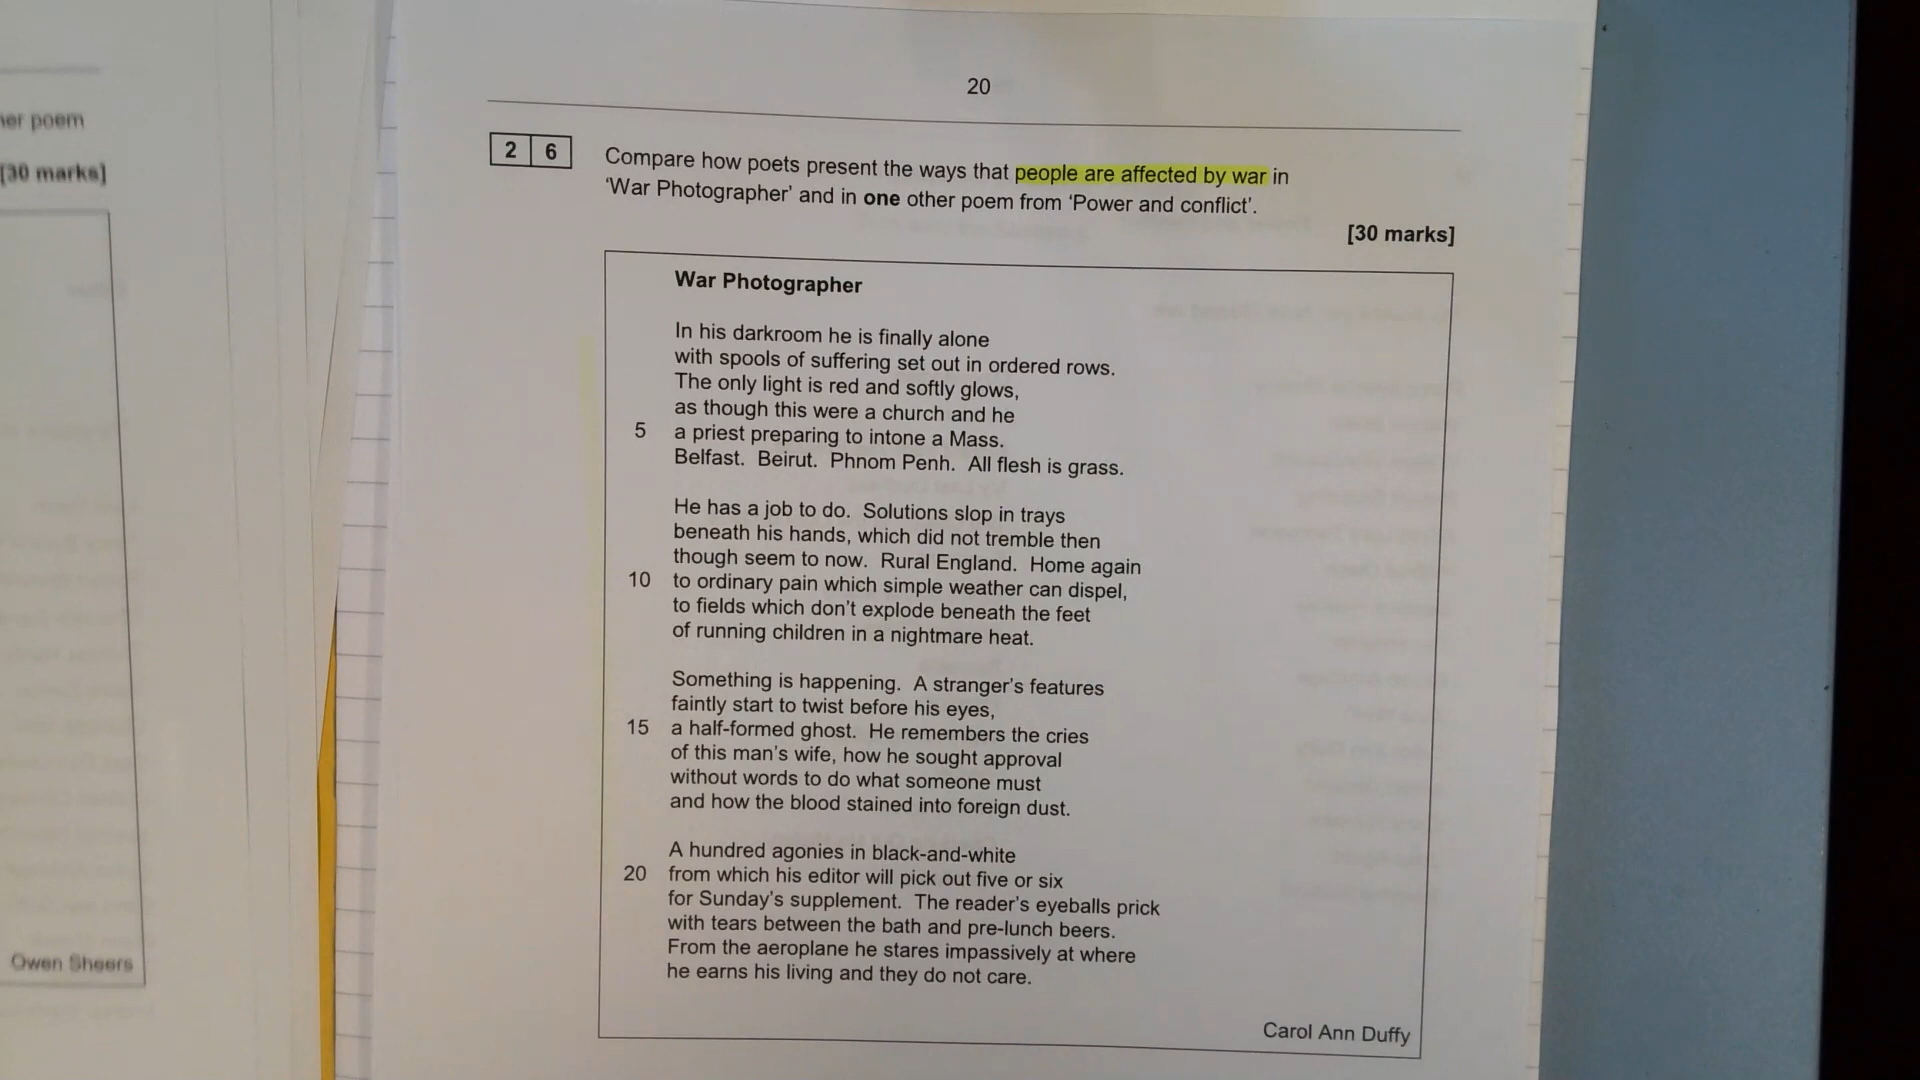 her poem
[30 marks]
Owen Sheers
20
2 6
Compare how poets present the ways that people are affected by war in
'War Photographer' and in one other poem from 'Power and conflict'.
[30 marks]
War Photographer
In his darkroom he is finally alone
with spools of suffering set out in ordered rows.
The only light is red and softly glows,
as though this were a church and he
5 a priest preparing to intone a Mass.
Belfast. Beirut. Phnom Penh. All flesh is grass.
He has a job to do. Solutions slop in trays
beneath his hands, which did not tremble then
though seem to now. Rural England. Home again
10 to ordinary pain which simple weather can dispel,
to fields which don't explode beneath the feet
of running children in a nightmare heat.
Something is happening. A stranger's features
faintly start to twist before his eyes,
15 a half-formed ghost. He remembers the cries
of this man's wife, how he sought approval
without words to do what someone must
and how the blood stained into foreign dust.
A hundred agonies in black-and-white
20 from which his editor will pick out five or six
for Sunday's supplement. The reader's eyeballs prick
with tears between the bath and pre-lunch beers.
From the aeroplane he stares impassively at where
he earns his living and they do not care.
Carol Ann Duffy